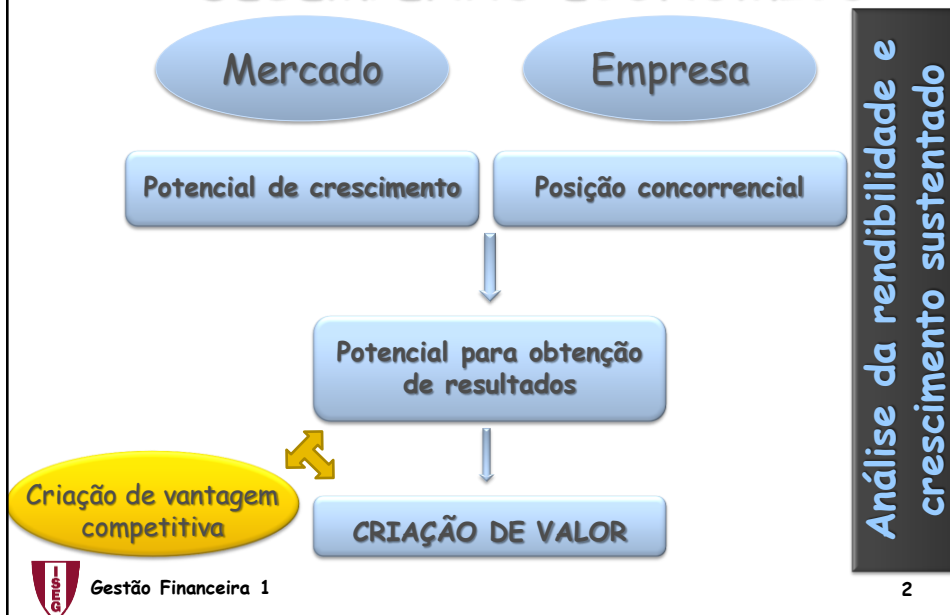 Mercado
Empresa
Potencial de crescimento
Posição concorrencial
Potencial para obtenção
de resultados
Criação de vantagem
competitiva
CRIAÇÃO DE VALOR
Análise da rendibilidade e
crescimento sustentado
ISEG
Gestão Financeira 1
2